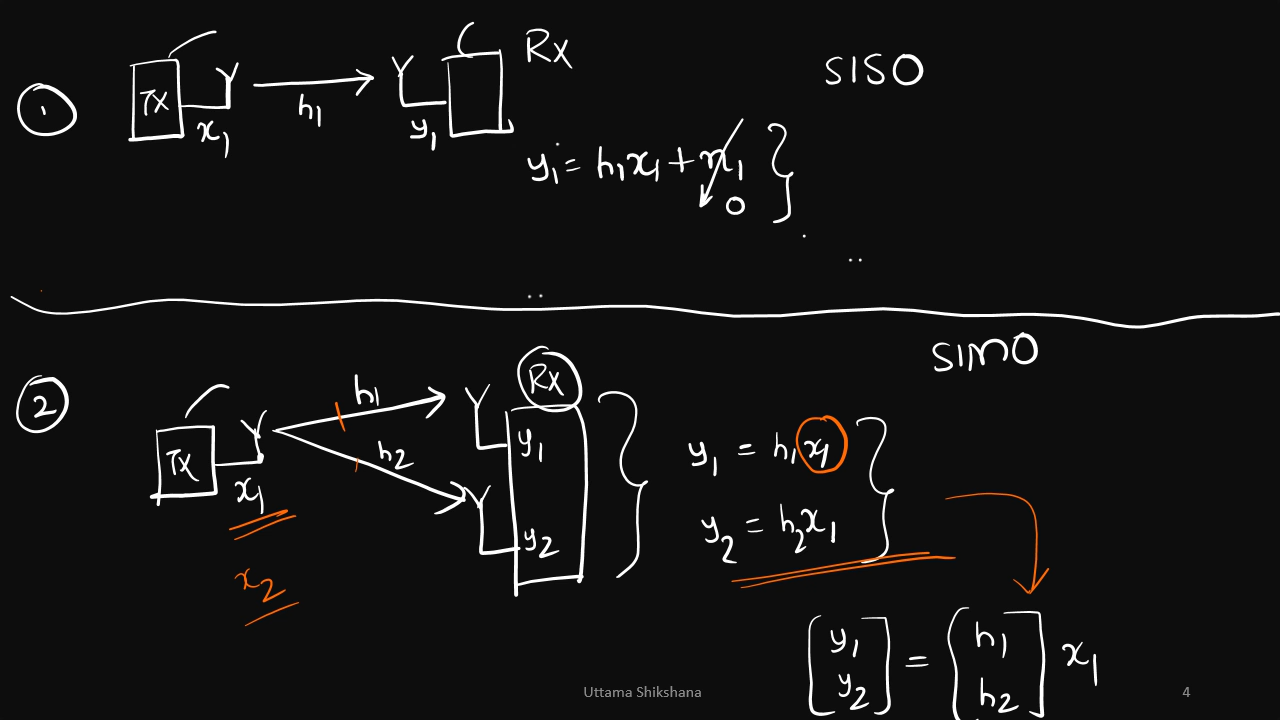 1
TX
x₁
h₁
y₁
Rx
SISO
y₁ = h₁x₁ + n₁
0
2
TX
x₁
x₂
h₁
h₂
Rx
y₁
y₂
SIMO
y₁ = h₁x₁
y₂ = h₂x₁
[y₁ y₂] = [h₁ h₂] x₁
Uttama Shikshana
4